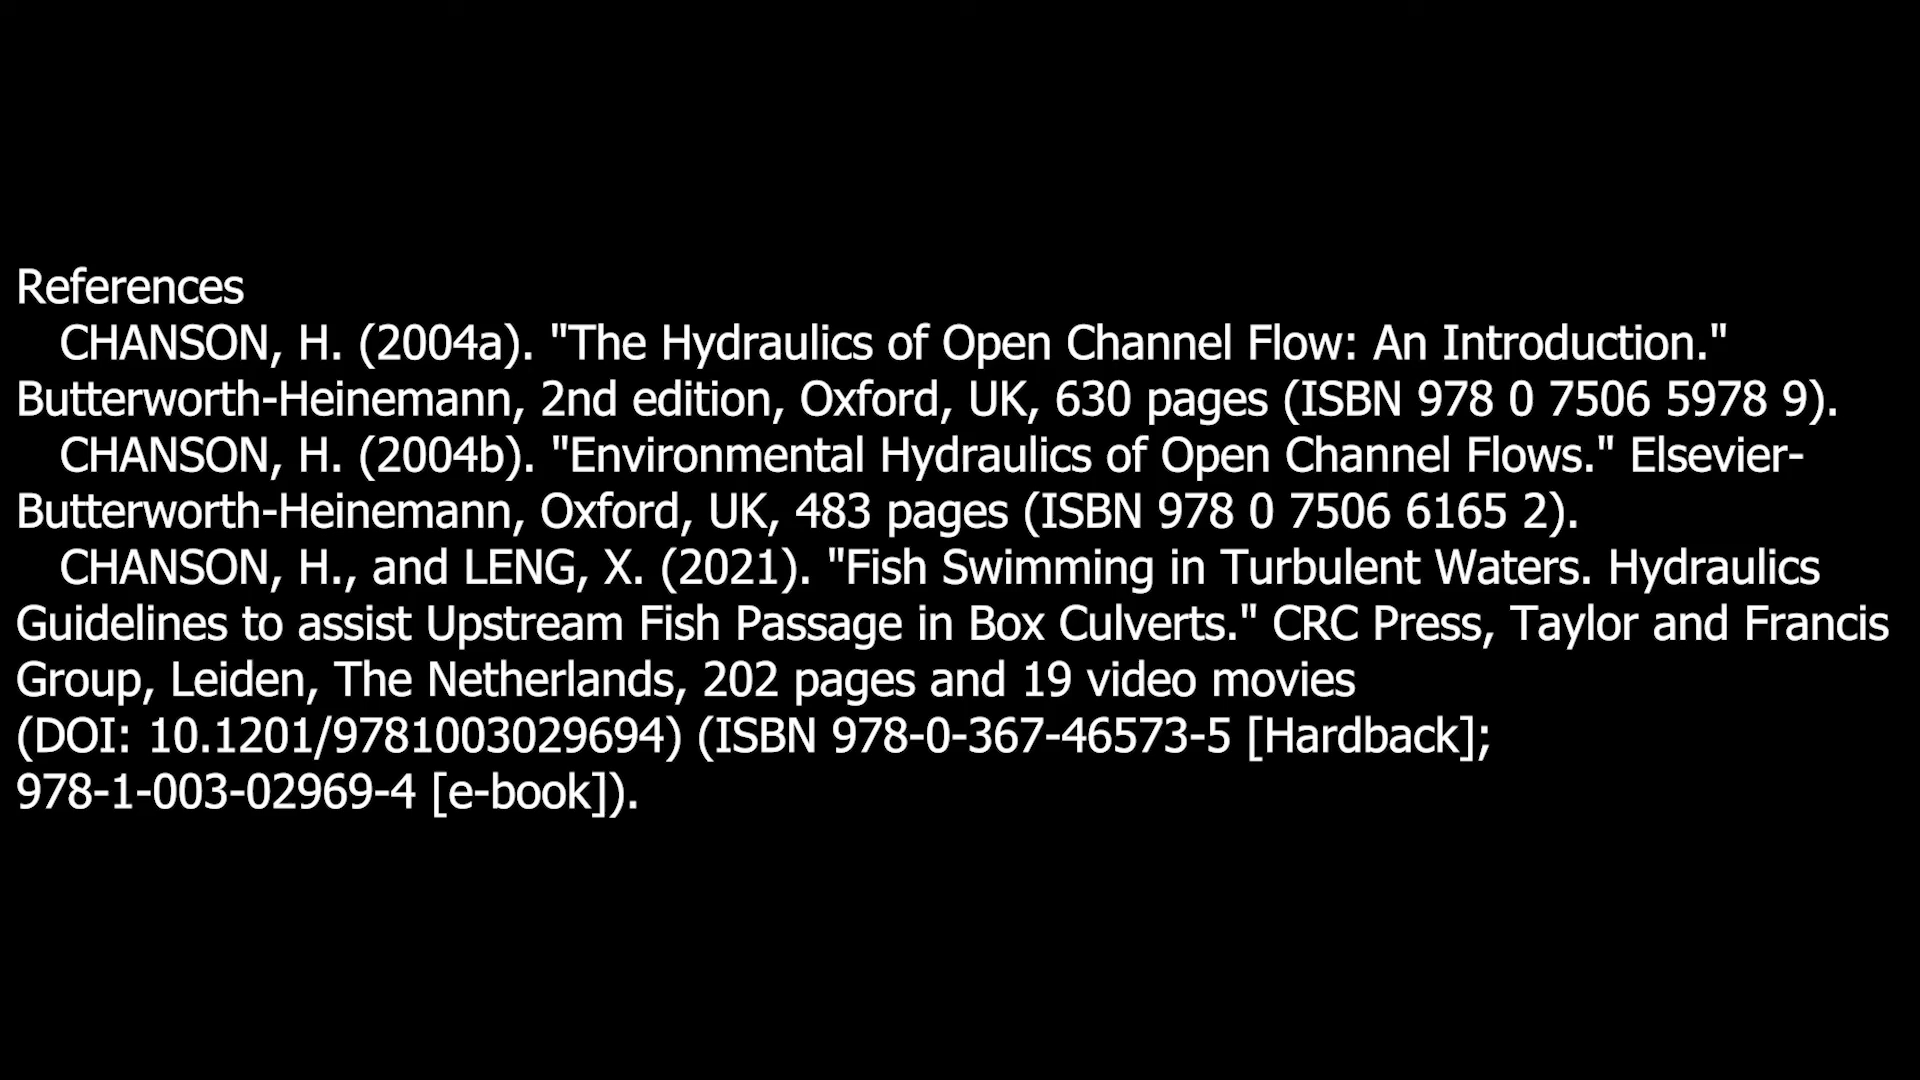 References
CHANSON, H. (2004a). "The Hydraulics of Open Channel Flow: An Introduction."
Butterworth-Heinemann, 2nd edition, Oxford, UK, 630 pages (ISBN 978 0 7506 5978 9).
CHANSON, H. (2004b). "Environmental Hydraulics of Open Channel Flows." Elsevier-
Butterworth-Heinemann, Oxford, UK, 483 pages (ISBN 978 0 7506 6165 2).
CHANSON, H., and LENG, X. (2021). "Fish Swimming in Turbulent Waters. Hydraulics
Guidelines to assist Upstream Fish Passage in Box Culverts." CRC Press, Taylor and Francis
Group, Leiden, The Netherlands, 202 pages and 19 video movies
(DOI: 10.1201/9781003029694) (ISBN 978-0-367-46573-5 [Hardback];
978-1-003-02969-4 [e-book]).